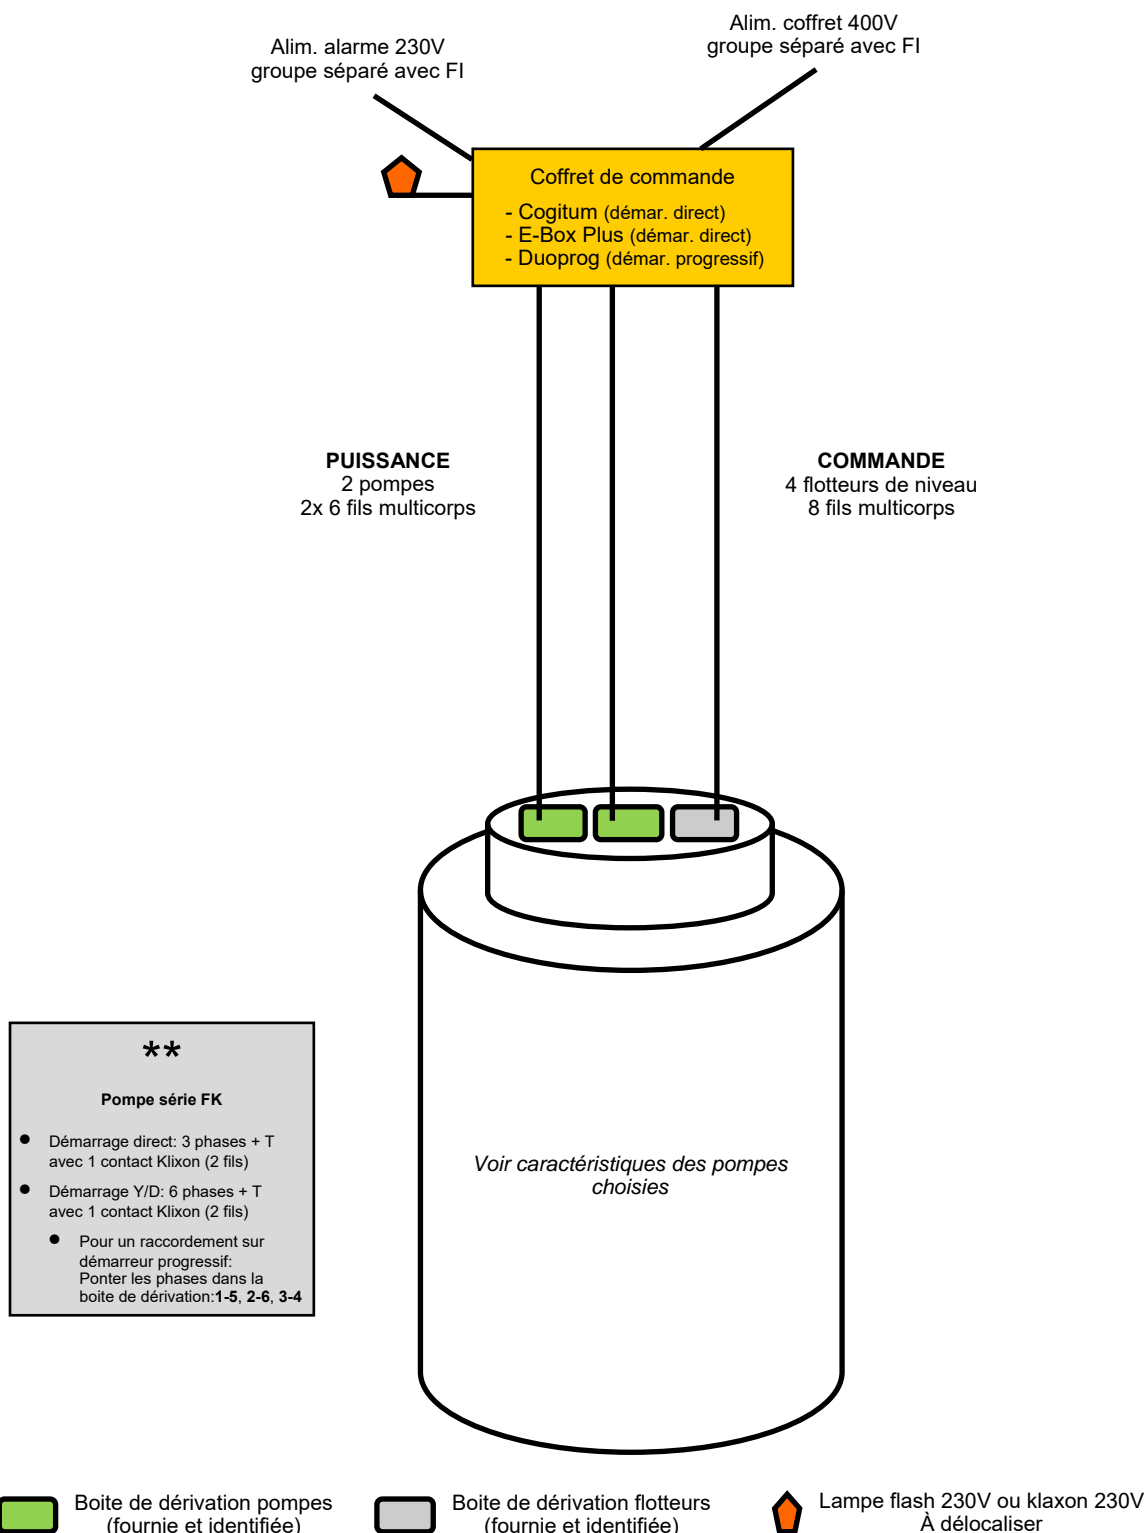 Alim. alarme 230V
groupe séparé avec FI
Alim. coffret 400V
groupe séparé avec FI
Coffret de commande
- Cogitum (démar. direct)
- E-Box Plus (démar. direct)
- Duoprog (démar. progressif)
PUISSANCE
2 pompes
2x 6 fils multicorps
COMMANDE
4 flotteurs de niveau
8 fils multicorps
**
Pompe série FK
● Démarrage direct: 3 phases + T
avec 1 contact Klixon (2 fils)
● Démarrage Y/D: 6 phases + T
avec 1 contact Klixon (2 fils)
● Pour un raccordement sur
démarreur progressif:
Ponter les phases dans la
boite de dérivation:1-5, 2-6, 3-4
Voir caractéristiques des pompes
choisies
Boite de dérivation pompes
(fournie et identifiée)
Boite de dérivation flotteurs
(fournie et identifiée)
Lampe flash 230V ou klaxon 230V
À délocaliser